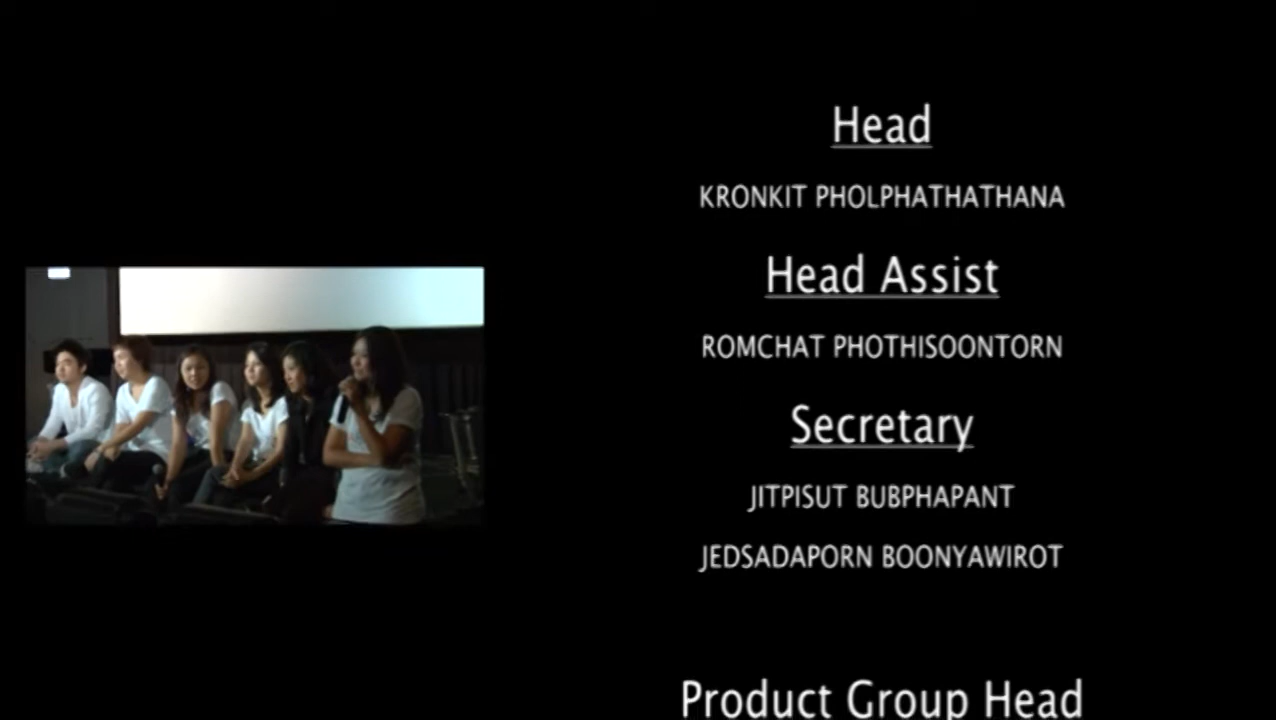 Head
KRONKIT PHOLPHATHATHANA
Head Assist
ROMCHAT PHOTHISOONTORN
Secretary
JITPISUT BUBPHAPANT
JEDSADAPORN BOONYAWIROT
Product Group Head